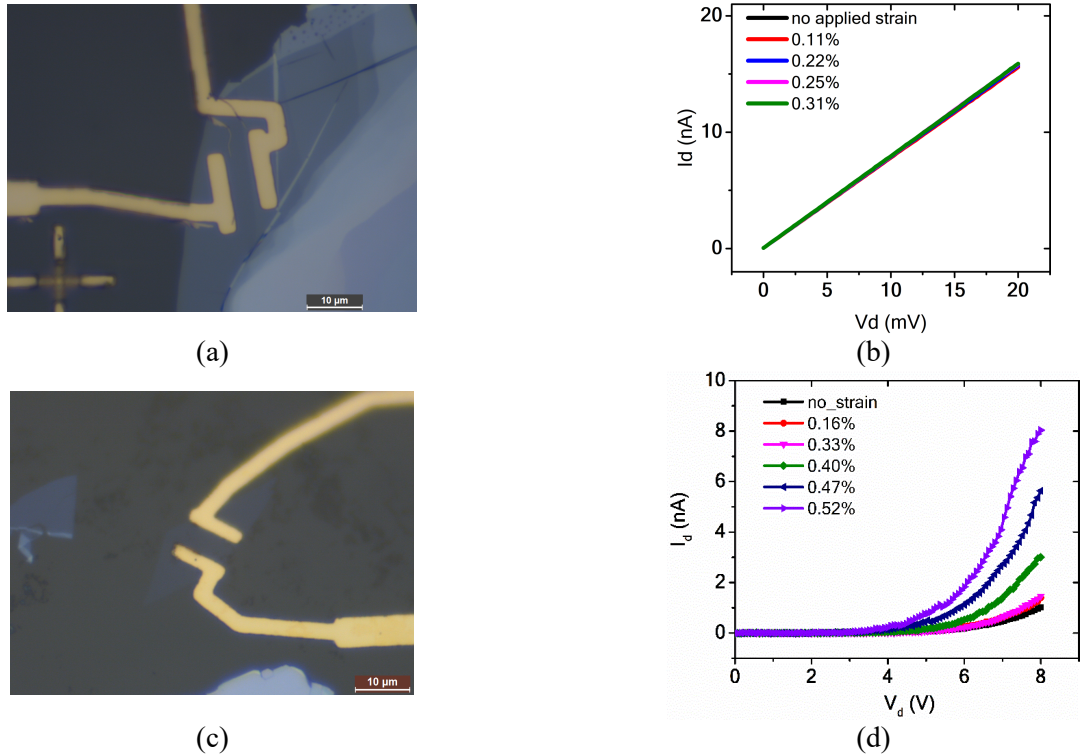 10 µm
(a)
20
10
0
Id (nA)
no applied strain
0.11%
0.22%
0.25%
0.31%
0 5 10 15 20
Vd (mV)
(b)
10 µm
(c)
10
8
6
4
2
0
I_d (nA)
no_strain
0.16%
0.33%
0.40%
0.47%
0.52%
0 2 4 6 8
V_d (V)
(d)